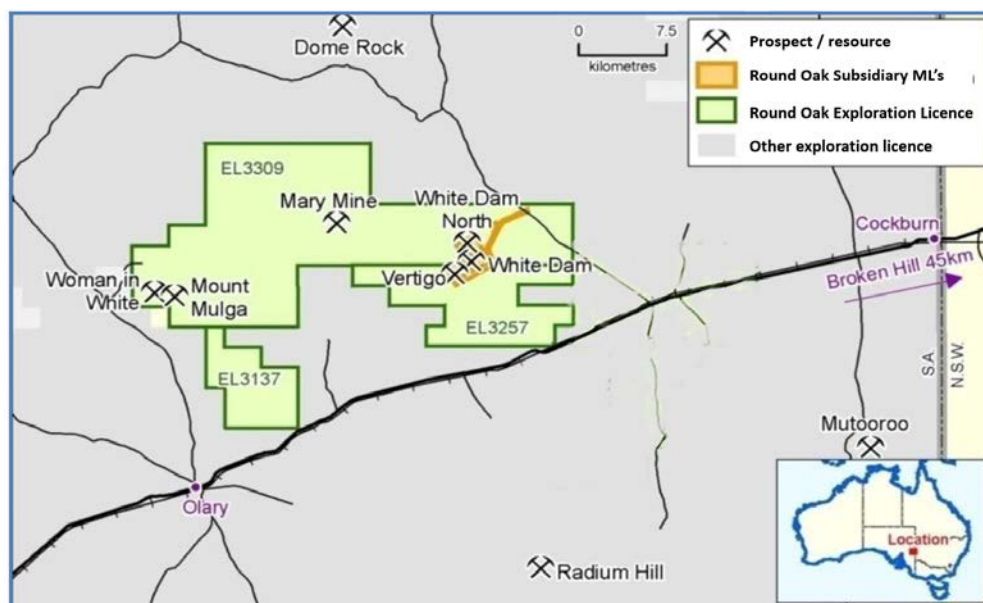 Dome Rock
0 7.5
kilometres
Prospect / resource
Round Oak Subsidiary ML's
Round Oak Exploration Licence
Other exploration licence
EL3309
Mary Mine
White Dam
North
White Dam
Vertigo
Woman in
White
Mount
Mulga
EL3257
EL3137
Cockburn
Broken Hill 45km
S.A.
N.S.W.
Mutooroo
Olary
Radium Hill
Location